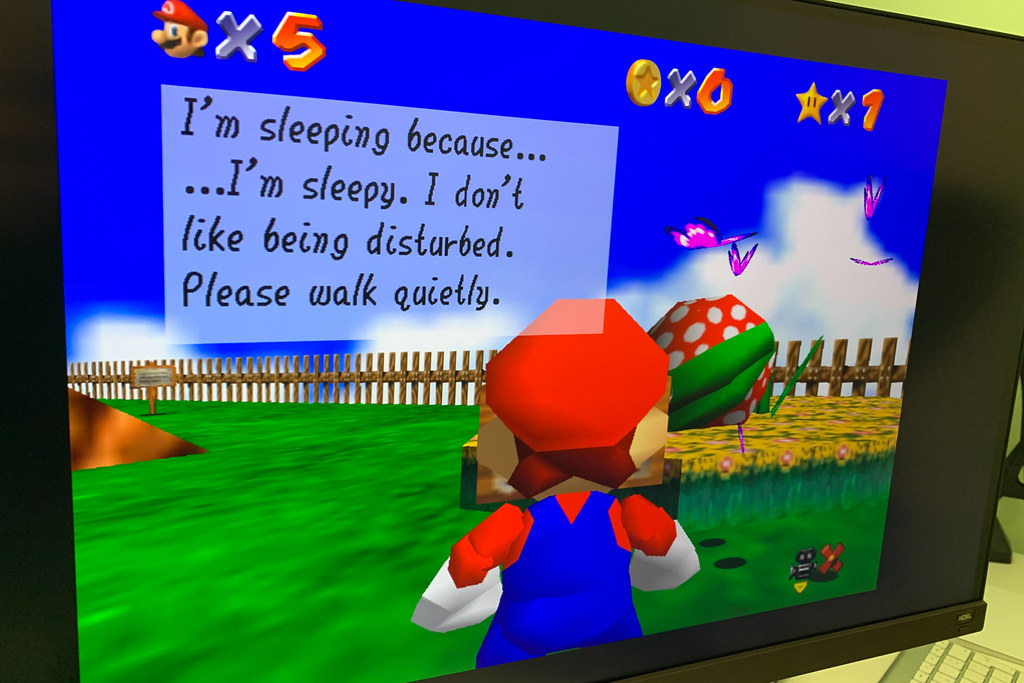 x 5
x 0
x 1
I'm sleeping because...
...I'm sleepy. I don't
like being disturbed.
Please walk quietly.